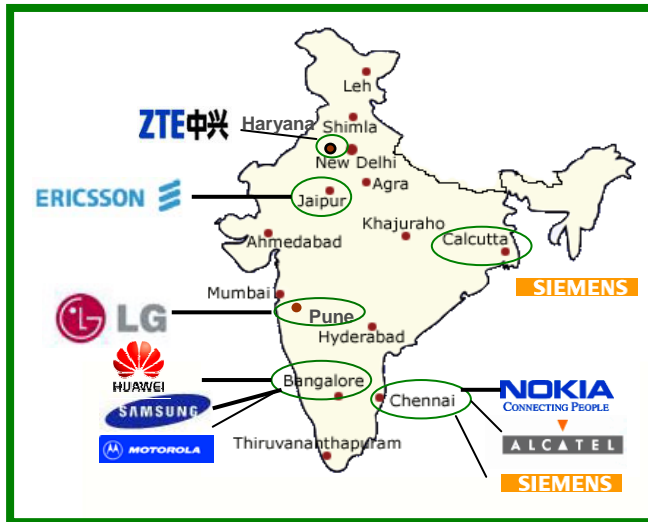 Leh
ZTE中兴
Haryana
Shimla
New Delhi
ERICSSON
Jaipur
Agra
Khajuraho
Ahmedabad
Calcutta
SIEMENS
Mumbai
LG
Pune
Hyderabad
HUAWEI
Bangalore
SAMSUNG
Chennai
NOKIA
CONNECTING PEOPLE
MOTOROLA
Thiruvananthapuram
ALCATEL
SIEMENS